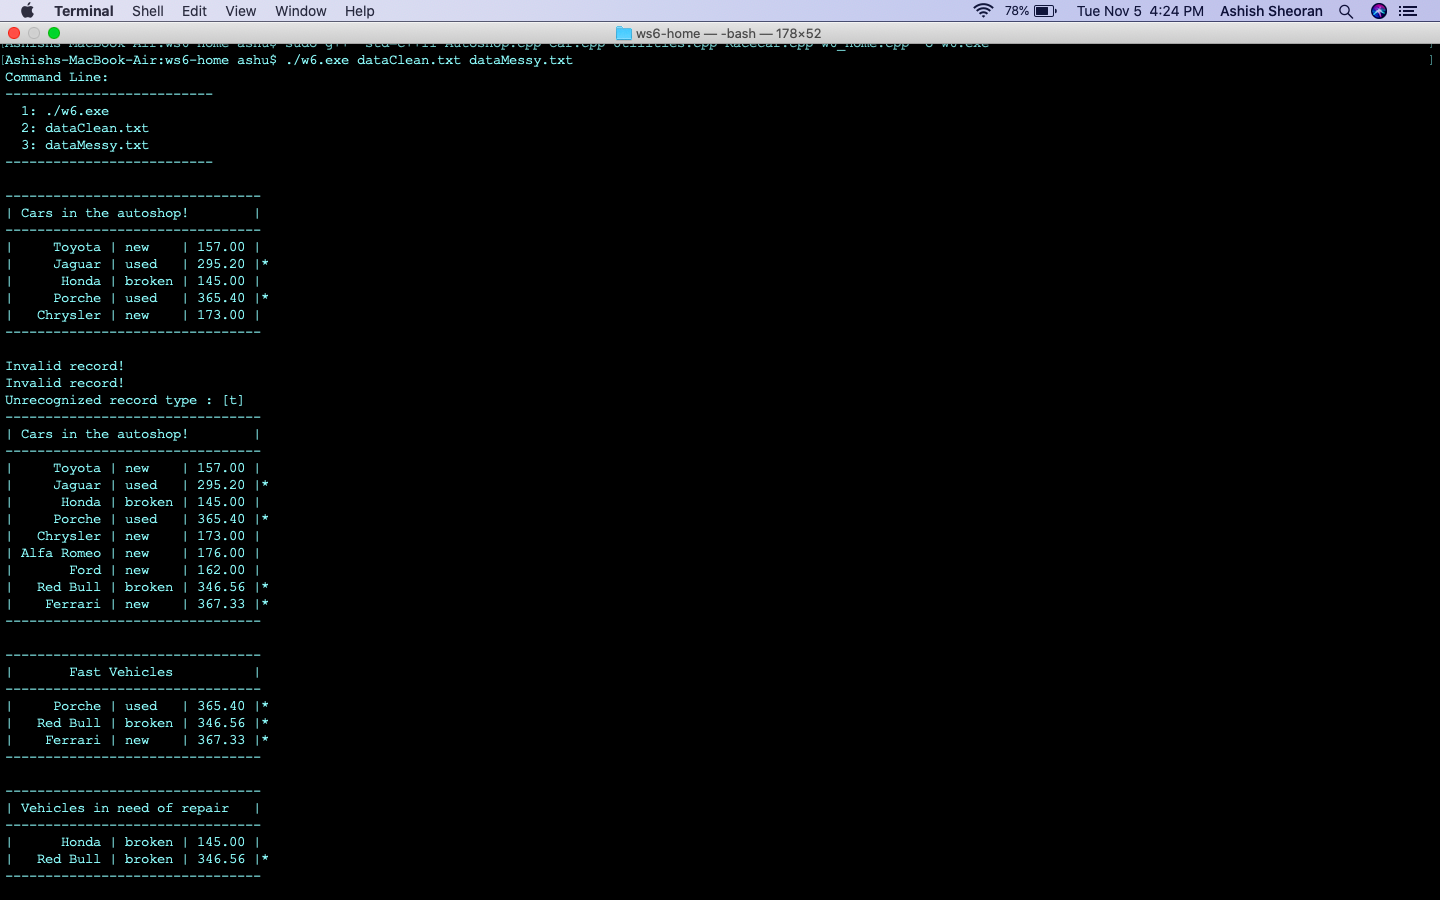 Terminal Shell Edit View Window Help 78% Tue Nov 5 4:24 PM Ashish Sheoran
ws6-home — -bash — 178×52
Ashishs-MacBook-Air:ws6-home ashu$ sudo g++ -std=c++11 Autoshop.cpp Car.cpp Utilities.cpp Racecar.cpp w6_home.cpp -o w6.exe
[Ashishs-MacBook-Air:ws6-home ashu$ ./w6.exe dataClean.txt dataMessy.txt ]
Command Line:
--------------------------
  1: ./w6.exe
  2: dataClean.txt
  3: dataMessy.txt
--------------------------

--------------------------------
| Cars in the autoshop!        |
--------------------------------
|     Toyota | new    | 157.00 |
|     Jaguar | used   | 295.20 |*
|      Honda | broken | 145.00 |
|     Porche | used   | 365.40 |*
|   Chrysler | new    | 173.00 |
--------------------------------

Invalid record!
Invalid record!
Unrecognized record type : [t]
--------------------------------
| Cars in the autoshop!        |
--------------------------------
|     Toyota | new    | 157.00 |
|     Jaguar | used   | 295.20 |*
|      Honda | broken | 145.00 |
|     Porche | used   | 365.40 |*
|   Chrysler | new    | 173.00 |
| Alfa Romeo | new    | 176.00 |
|       Ford | new    | 162.00 |
|   Red Bull | broken | 346.56 |*
|    Ferrari | new    | 367.33 |*
--------------------------------

--------------------------------
|       Fast Vehicles          |
--------------------------------
|     Porche | used   | 365.40 |*
|   Red Bull | broken | 346.56 |*
|    Ferrari | new    | 367.33 |*
--------------------------------

--------------------------------
| Vehicles in need of repair   |
--------------------------------
|      Honda | broken | 145.00 |
|   Red Bull | broken | 346.56 |*
--------------------------------